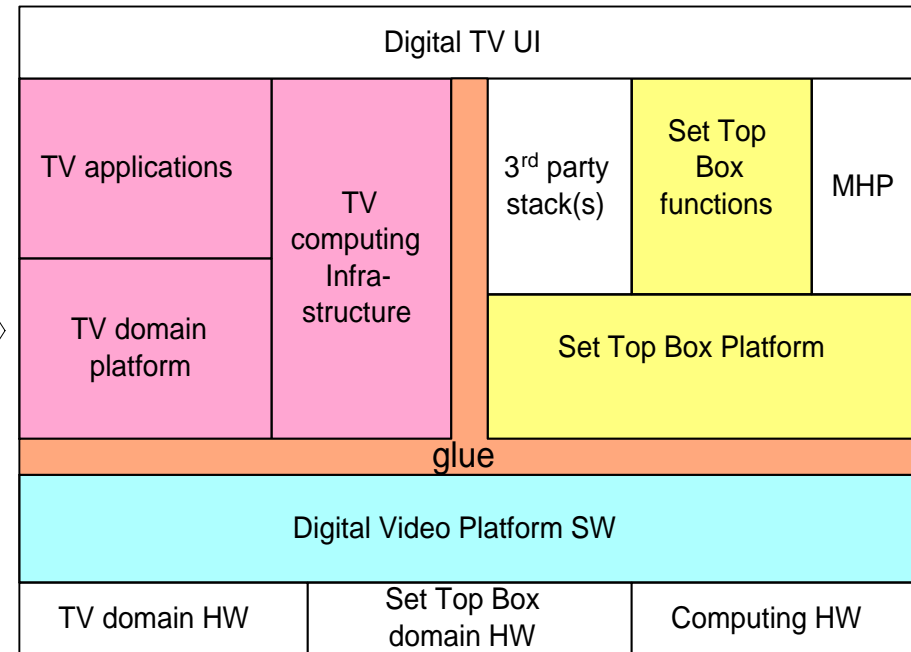 Digital TV UI
TV applications
TV
computing
Infra-
structure
3rd party
stack(s)
Set Top
Box
functions
MHP
TV domain
platform
Set Top Box Platform
glue
Digital Video Platform SW
TV domain HW
Set Top Box
domain HW
Computing HW